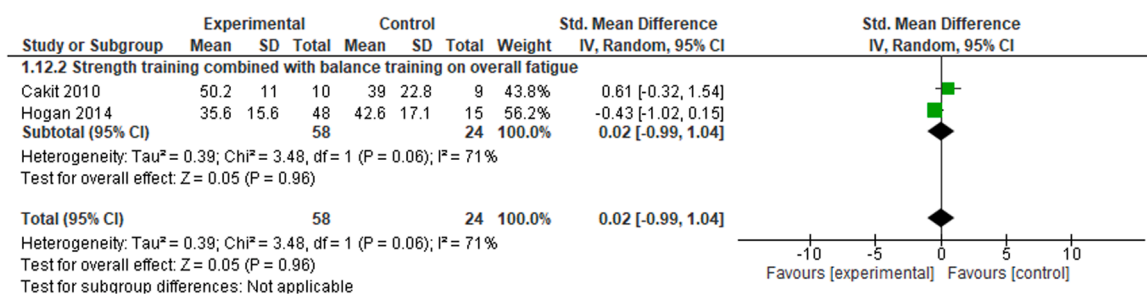 Experimental Control Std. Mean Difference Std. Mean Difference
Study or Subgroup Mean SD Total Mean SD Total Weight IV, Random, 95% CI IV, Random, 95% CI
1.12.2 Strength training combined with balance training on overall fatigue
Cakit 2010 50.2 11 10 39 22.8 9 43.8% 0.61 [-0.32, 1.54]
Hogan 2014 35.6 15.6 48 42.6 17.1 15 56.2% -0.43 [-1.02, 0.15]
Subtotal (95% CI) 58 24 100.0% 0.02 [-0.99, 1.04]
Heterogeneity: Tau² = 0.39; Chi² = 3.48, df = 1 (P = 0.06); I² = 71%
Test for overall effect: Z = 0.05 (P = 0.96)
Total (95% CI) 58 24 100.0% 0.02 [-0.99, 1.04]
Heterogeneity: Tau² = 0.39; Chi² = 3.48, df = 1 (P = 0.06); I² = 71%
Test for overall effect: Z = 0.05 (P = 0.96)
Test for subgroup differences: Not applicable
-10 -5 0 5 10
Favours [experimental] Favours [control]